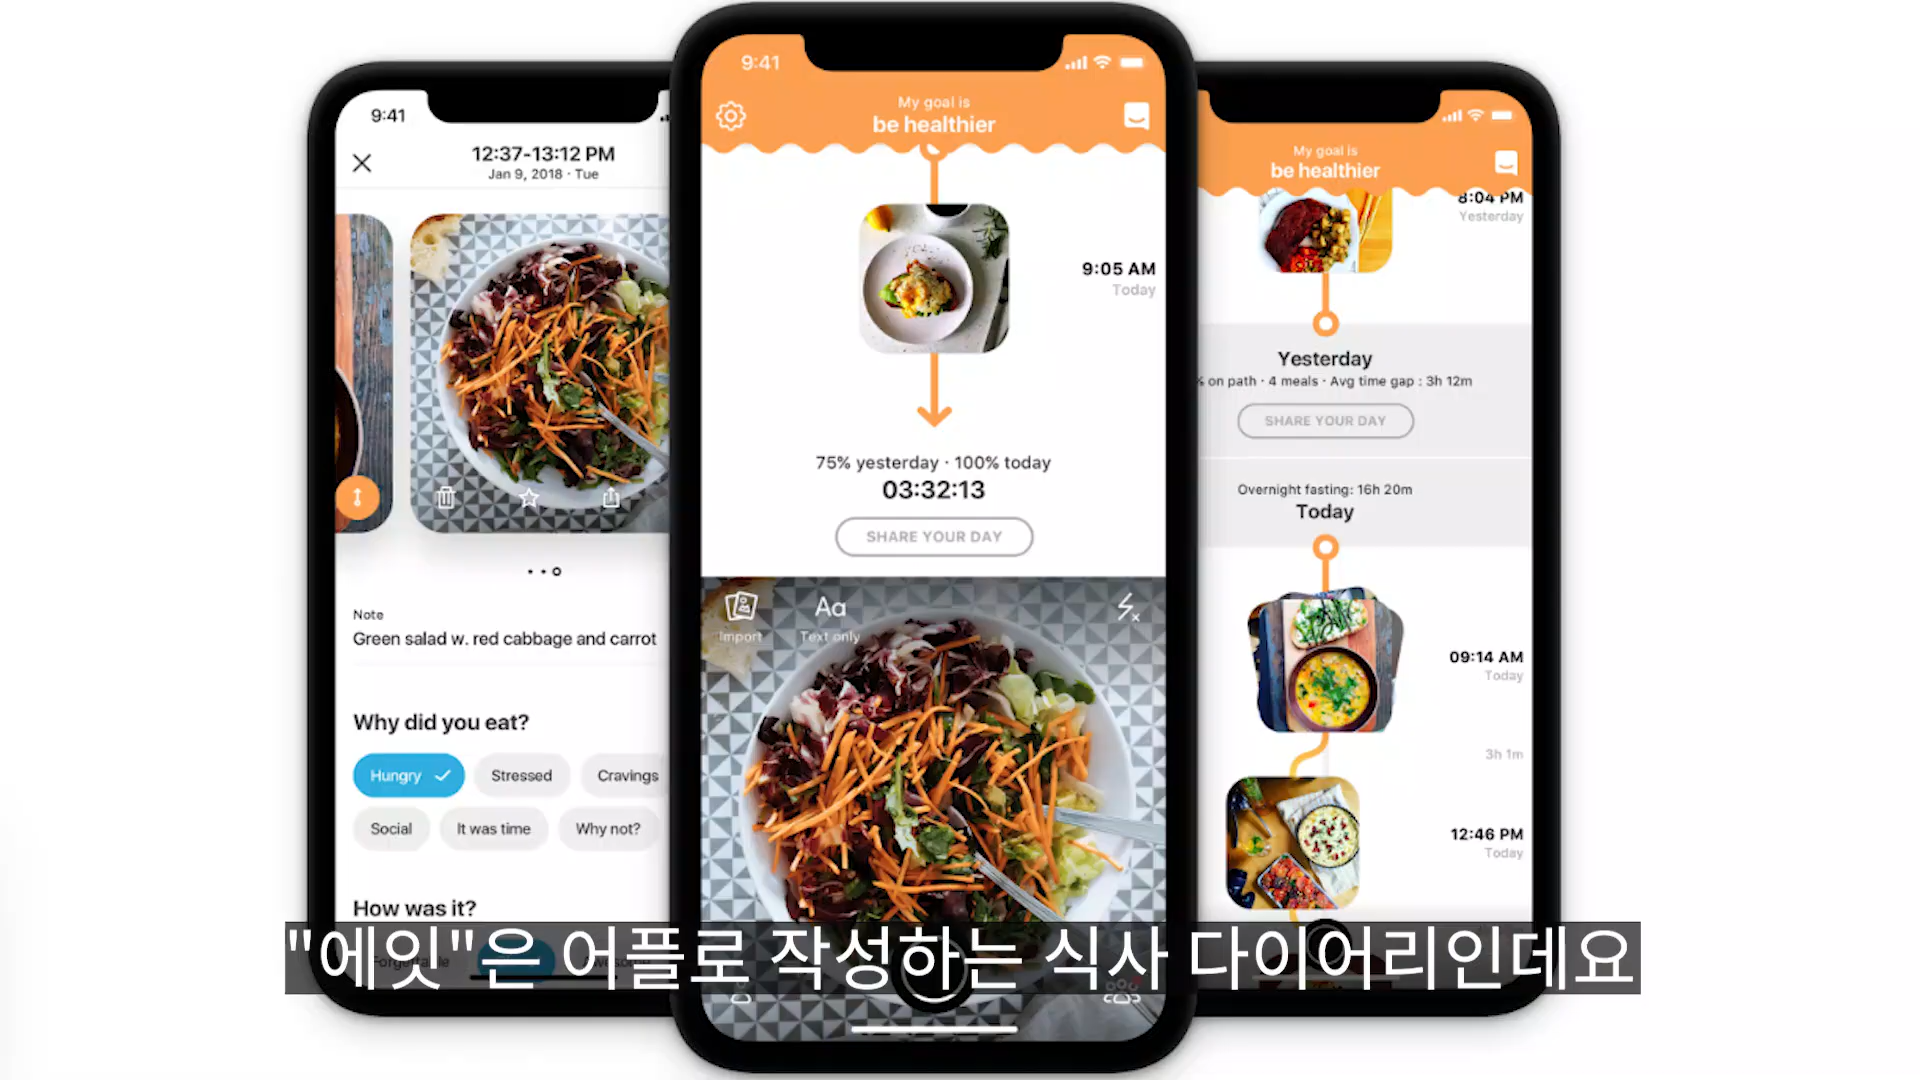 9:41
12:37-13:12 PM
Jan 9, 2018 · Tue
Note
Green salad w. red cabbage and carrot
Why did you eat?
Hungry
Stressed
Cravings
Social
It was time
Why not?
How was it?
9:41
My goal is
be healthier
9:05 AM
Today
75% yesterday · 100% today
03:32:13
SHARE YOUR DAY
Import
Aa
Text only
My goal is
be healthier
8:04 PM
Yesterday
Yesterday
% on path · 4 meals · Avg time gap : 3h 12m
SHARE YOUR DAY
Overnight fasting: 16h 20m
Today
09:14 AM
Today
3h 1m
12:46 PM
Today
"에잇"은 어플로 작성하는 식사 다이어리인데요